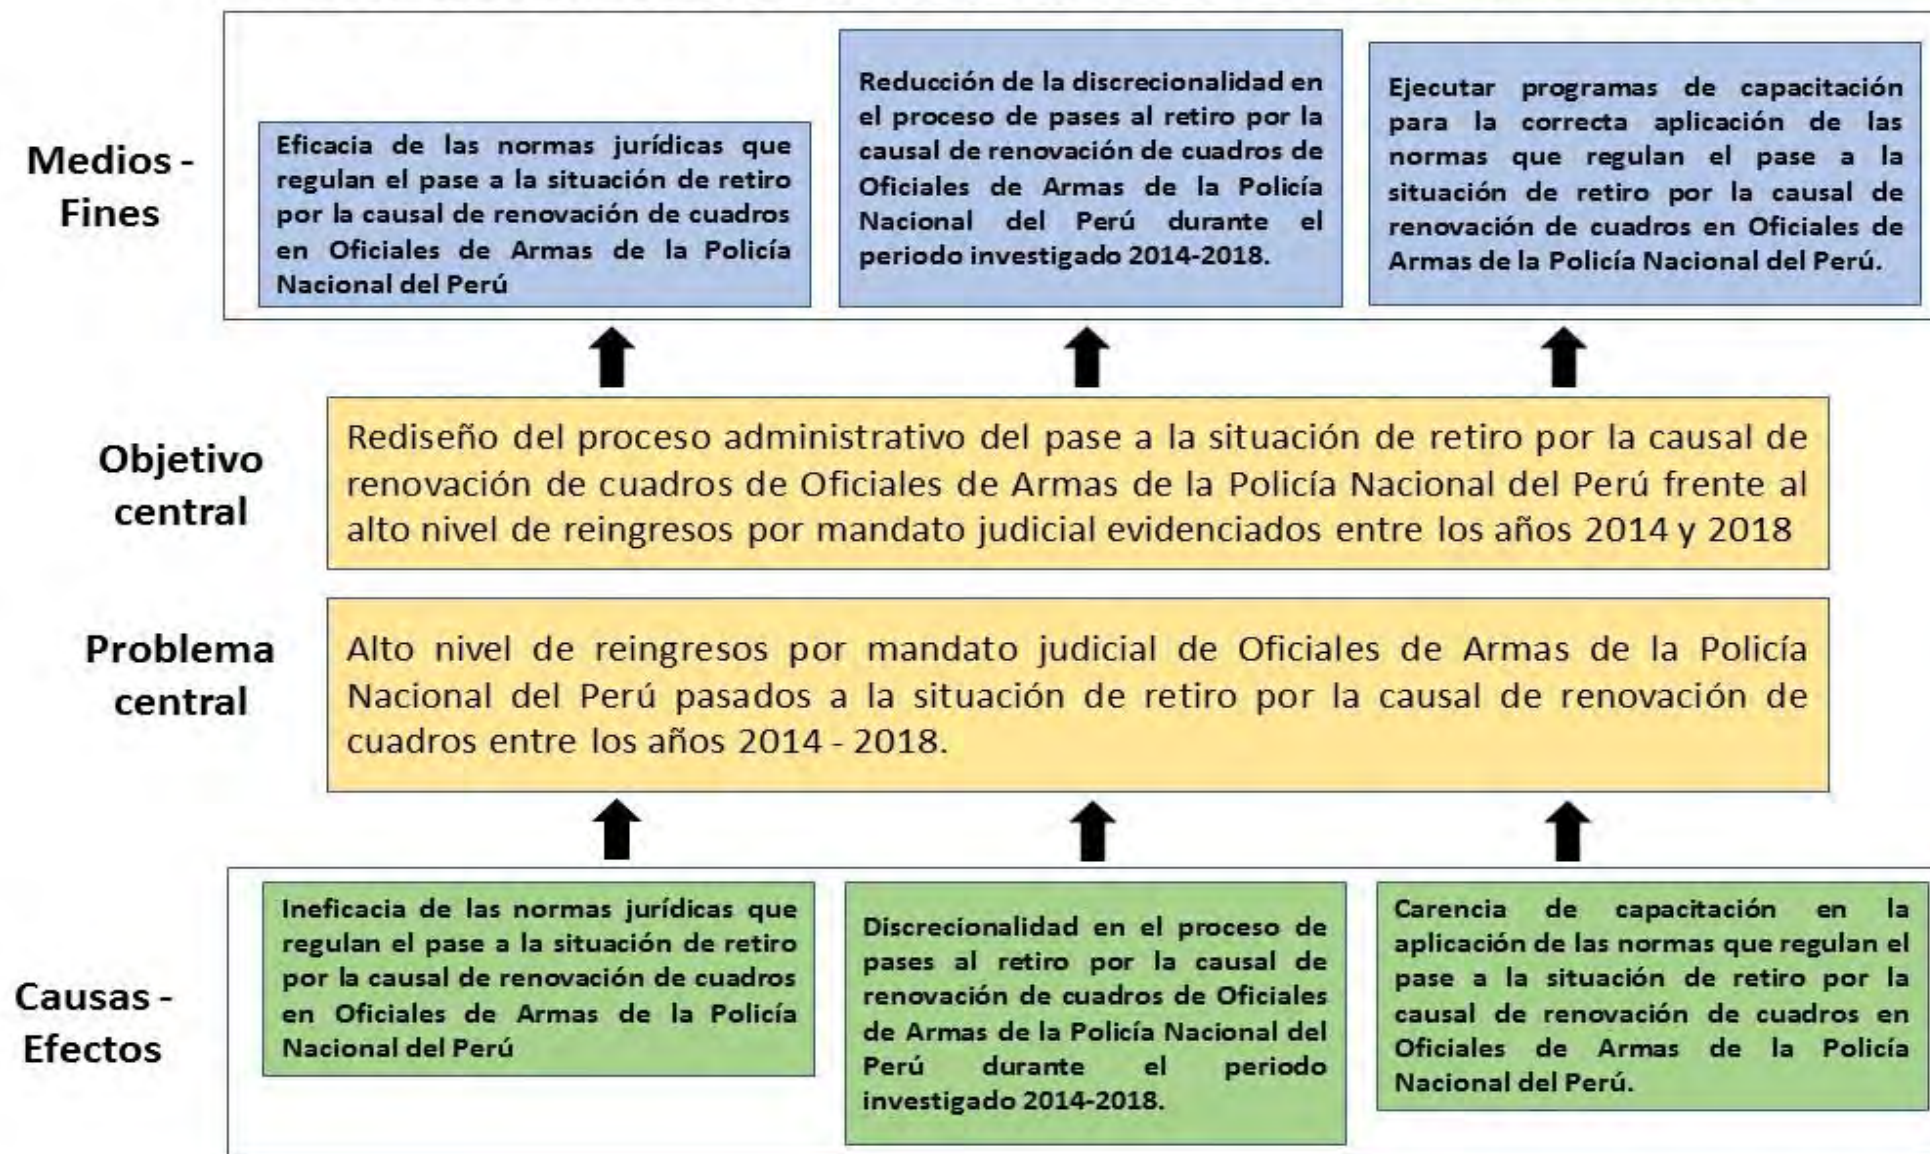 Medios -
Fines
Eficacia de las normas jurídicas que
regulan el pase a la situación de retiro
por la causal de renovación de cuadros
en Oficiales de Armas de la Policía
Nacional del Perú
Reducción de la discrecionalidad en
el proceso de pases al retiro por la
causal de renovación de cuadros de
Oficiales de Armas de la Policía
Nacional del Perú durante el
periodo investigado 2014-2018.
Ejecutar programas de capacitación
para la correcta aplicación de las
normas que regulan el pase a la
situación de retiro por la causal de
renovación de cuadros en Oficiales de
Armas de la Policía Nacional del Perú.
Objetivo
central
Rediseño del proceso administrativo del pase a la situación de retiro por la causal de
renovación de cuadros de Oficiales de Armas de la Policía Nacional del Perú frente al
alto nivel de reingresos por mandato judicial evidenciados entre los años 2014 y 2018
Problema
central
Alto nivel de reingresos por mandato judicial de Oficiales de Armas de la Policía
Nacional del Perú pasados a la situación de retiro por la causal de renovación de
cuadros entre los años 2014 - 2018.
Causas -
Efectos
Ineficacia de las normas jurídicas que
regulan el pase a la situación de retiro
por la causal de renovación de cuadros
en Oficiales de Armas de la Policía
Nacional del Perú
Discrecionalidad en el proceso de
pases al retiro por la causal de
renovación de cuadros de Oficiales
de Armas de la Policía Nacional del
Perú durante el periodo
investigado 2014-2018.
Carencia de capacitación en la
aplicación de las normas que regulan el
pase a la situación de retiro por la
causal de renovación de cuadros en
Oficiales de Armas de la Policía
Nacional del Perú.